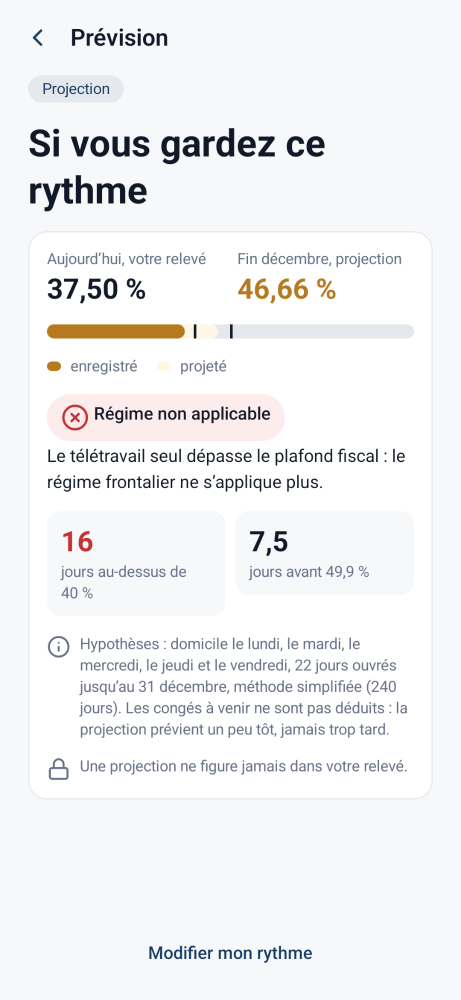 Prévision
Projection
Si vous gardez ce
rythme
Aujourd’hui, votre relevé
37,50 %
Fin décembre, projection
46,66 %
enregistré
projeté
Régime non applicable
Le télétravail seul dépasse le plafond fiscal : le
régime frontalier ne s’applique plus.
16
jours au-dessus de
40 %
7,5
jours avant 49,9 %
Hypothèses : domicile le lundi, le mardi, le
mercredi, le jeudi et le vendredi, 22 jours ouvrés
jusqu’au 31 décembre, méthode simplifiée (240
jours). Les congés à venir ne sont pas déduits : la
projection prévient un peu tôt, jamais trop tard.
Une projection ne figure jamais dans votre relevé.
Modifier mon rythme